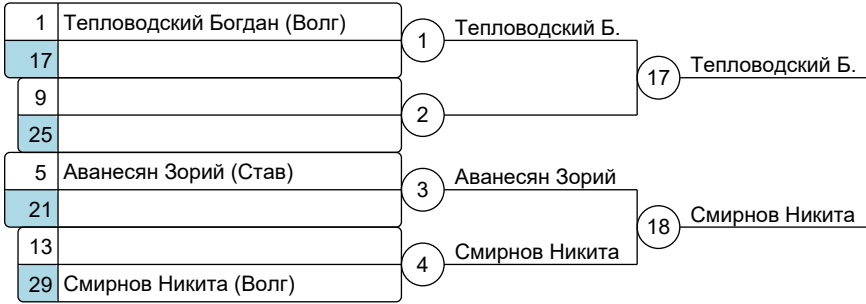 1 Тепловодский Богдан (Волг)
1 Тепловодский Б.
17
17 Тепловодский Б.
9
2
25
5 Аванесян Зорий (Став)
3 Аванесян Зорий
21
18 Смирнов Никита
13
4 Смирнов Никита
29 Смирнов Никита (Волг)